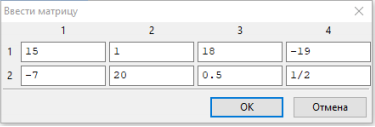 Ввести матрицу
1 2 3 4
1 15 1 18 -19
2 -7 20 0.5 1/2
OK Отмена